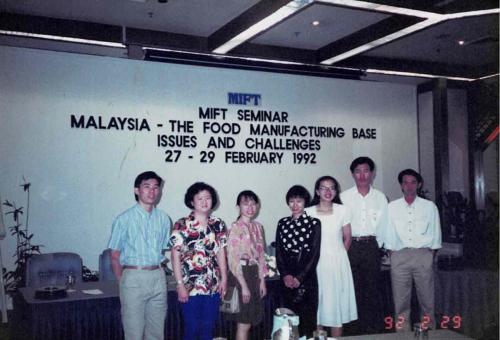 MIFT
MIFT SEMINAR
MALAYSIA - THE FOOD MANUFACTURING BASE
ISSUES AND CHALLENGES
27 - 29 FEBRUARY 1992
92 2 29